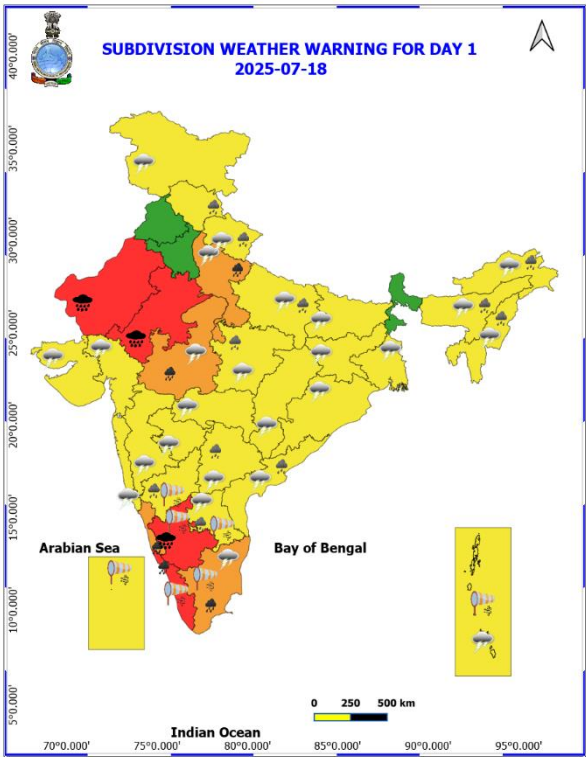 SUBDIVISION WEATHER WARNING FOR DAY 1
2025-07-18
40°0.000'
35°0.000'
30°0.000'
25°0.000'
20°0.000'
15°0.000'
10°0.000'
5°0.000'
Arabian Sea
Bay of Bengal
0 250 500 km
Indian Ocean
70°0.000' 75°0.000' 80°0.000' 85°0.000' 90°0.000' 95°0.000'